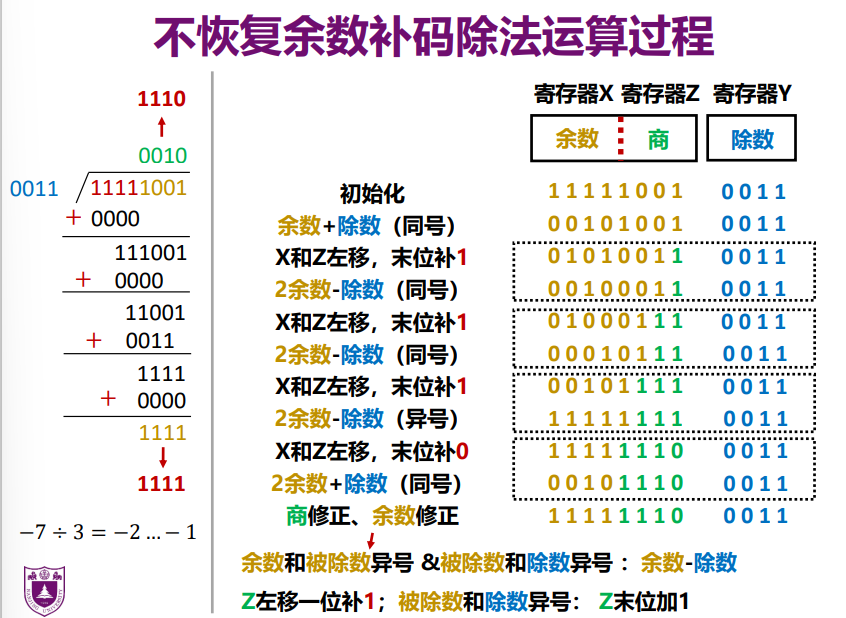 不恢复余数补码除法运算过程
1110
0010
0011 11111001
+ 0000
111001
+ 0000
11001
+ 0011
1111
+ 0000
1111
1111
−7 ÷ 3 = −2 … − 1
寄存器X 寄存器Z 寄存器Y
余数 商 除数
初始化 1 1 1 1 1 0 0 1 0 0 1 1
余数+除数（同号） 0 0 1 0 1 0 0 1 0 0 1 1
X和Z左移，末位补1 0 1 0 1 0 0 1 1 0 0 1 1
2余数-除数（同号） 0 0 1 0 0 0 1 1 0 0 1 1
X和Z左移，末位补1 0 1 0 0 0 1 1 1 0 0 1 1
2余数-除数（同号） 0 0 0 1 0 1 1 1 0 0 1 1
X和Z左移，末位补1 0 0 1 0 1 1 1 1 0 0 1 1
2余数-除数（异号） 1 1 1 1 1 1 1 1 0 0 1 1
X和Z左移，末位补0 1 1 1 1 1 1 1 0 0 0 1 1
2余数+除数（同号） 0 0 1 0 1 1 1 0 0 0 1 1
商修正、余数修正 1 1 1 1 1 1 1 0 0 0 1 1
余数和被除数异号 &被除数和除数异号 ： 余数-除数
Z左移一位补1；被除数和除数异号： Z末位加1